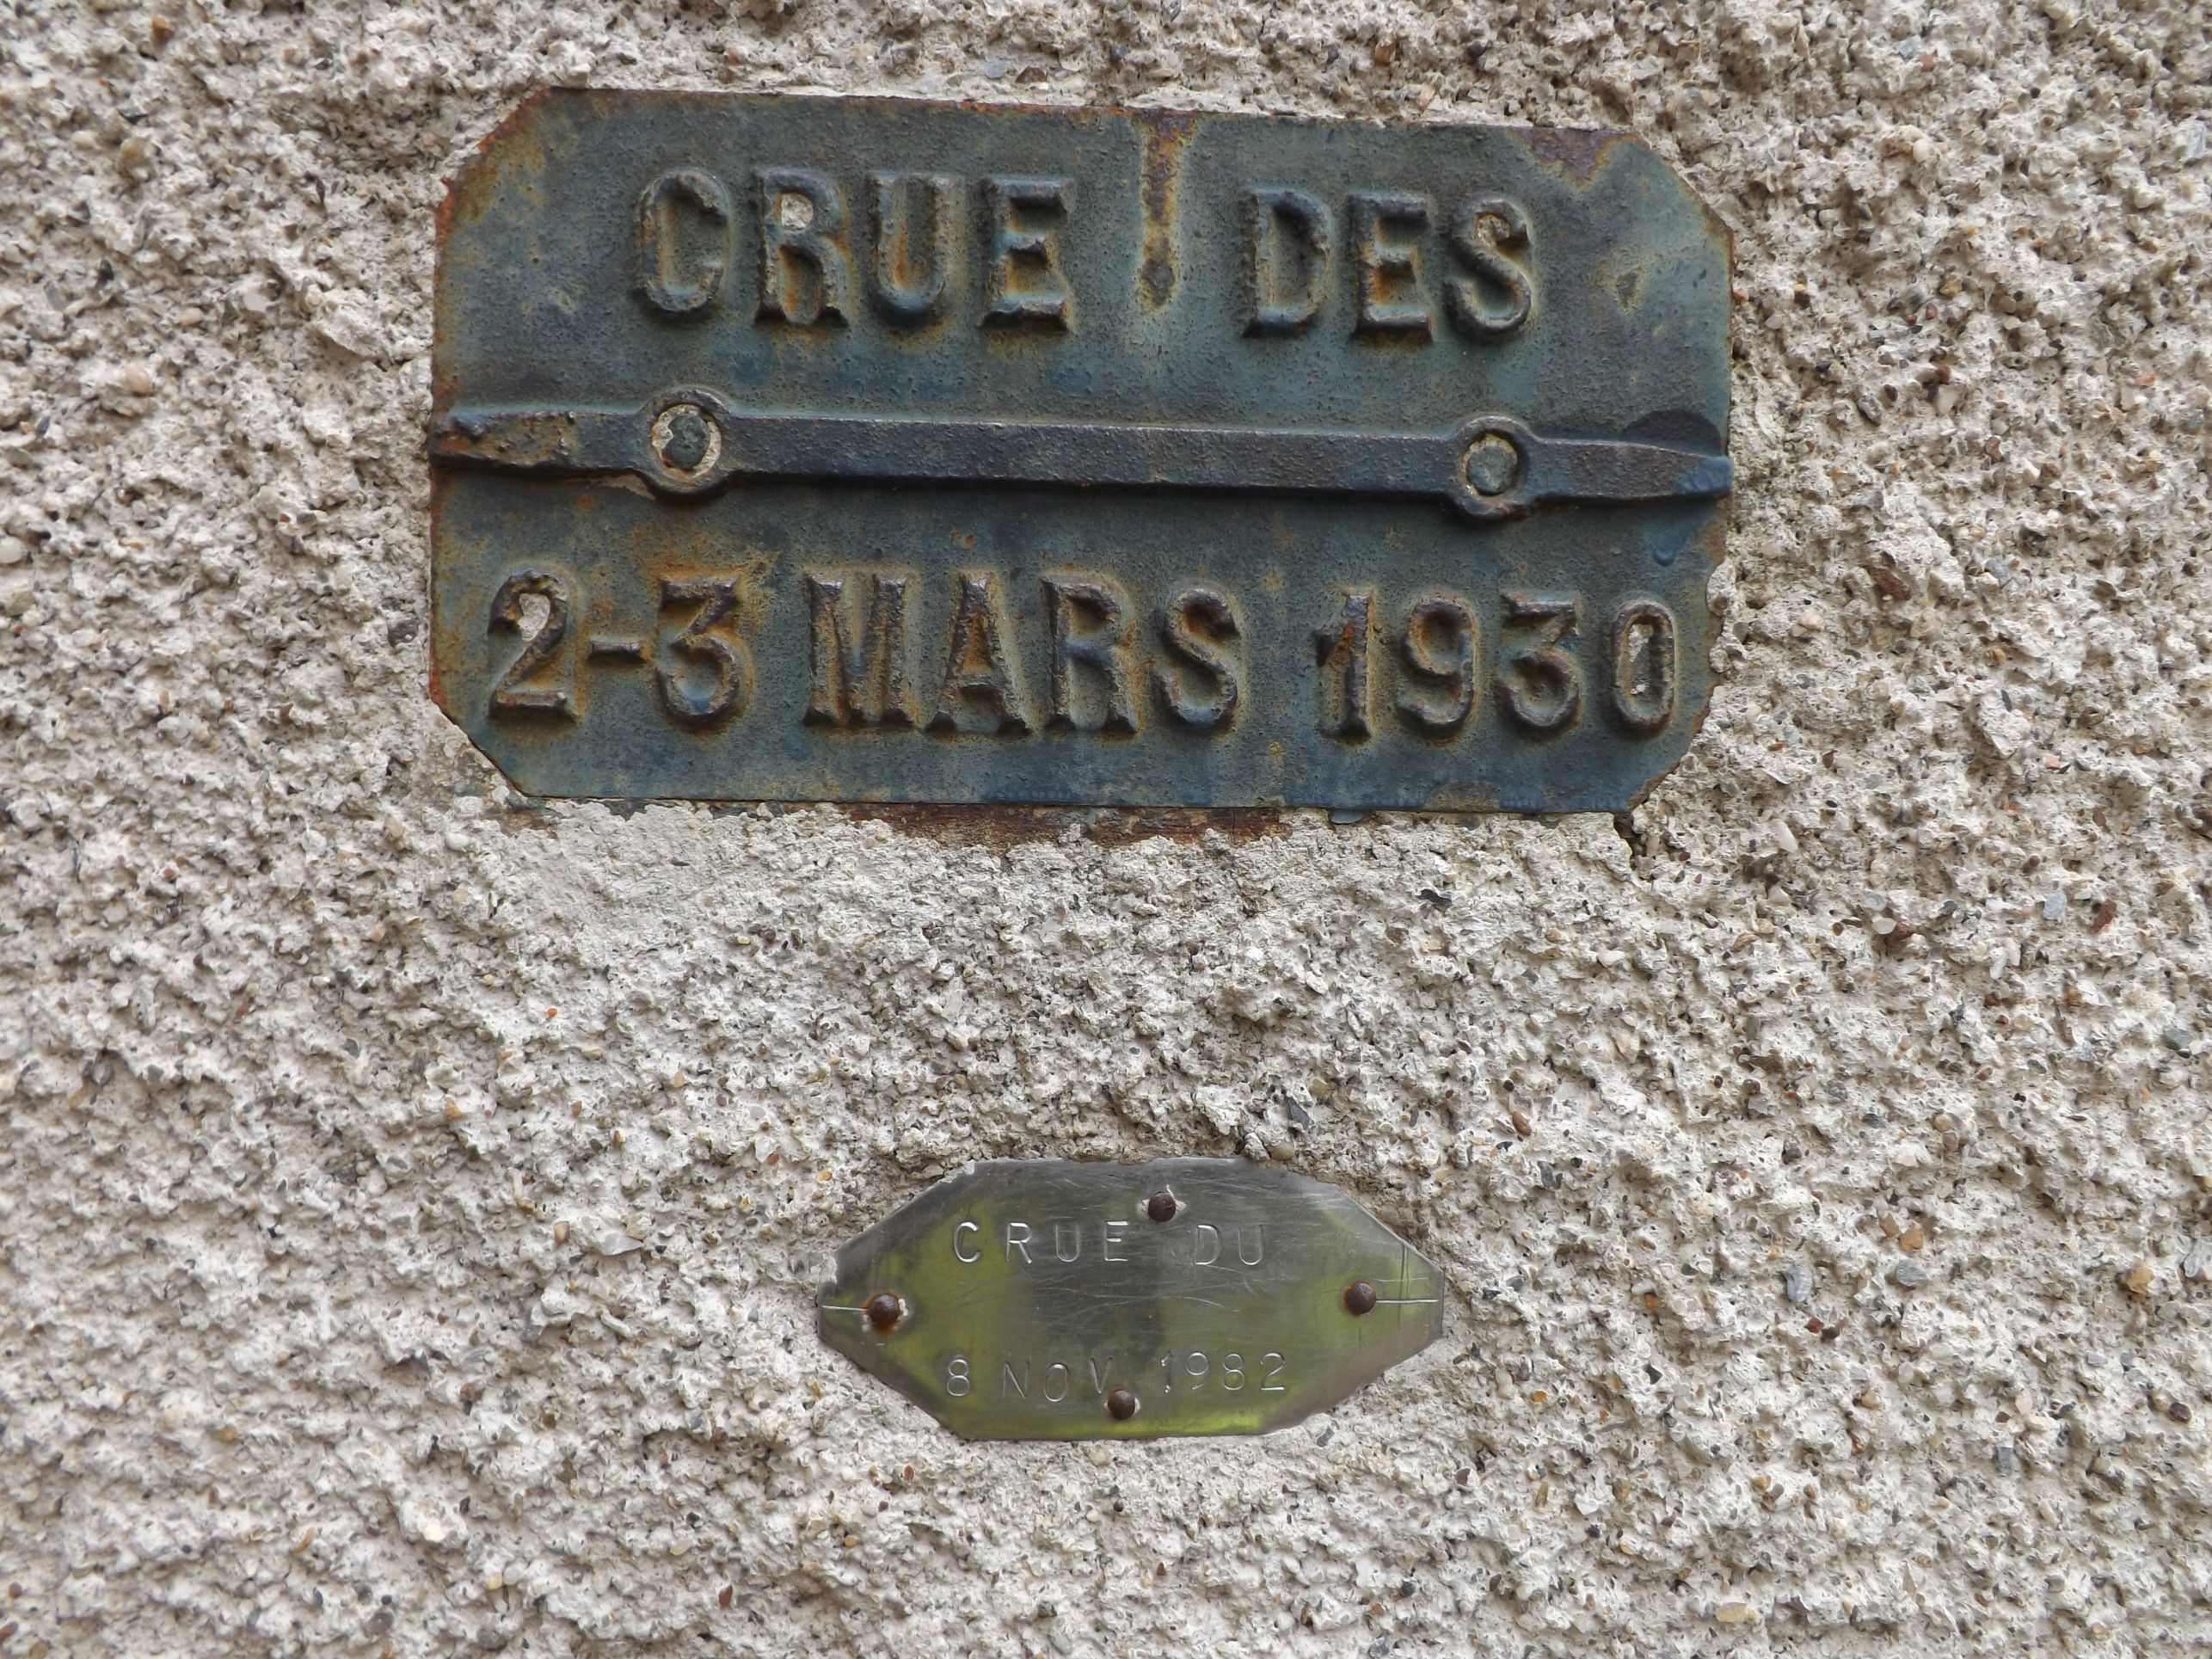 CRUE DES
2-3 MARS 1930
CRUE DU
8 NOV 1982